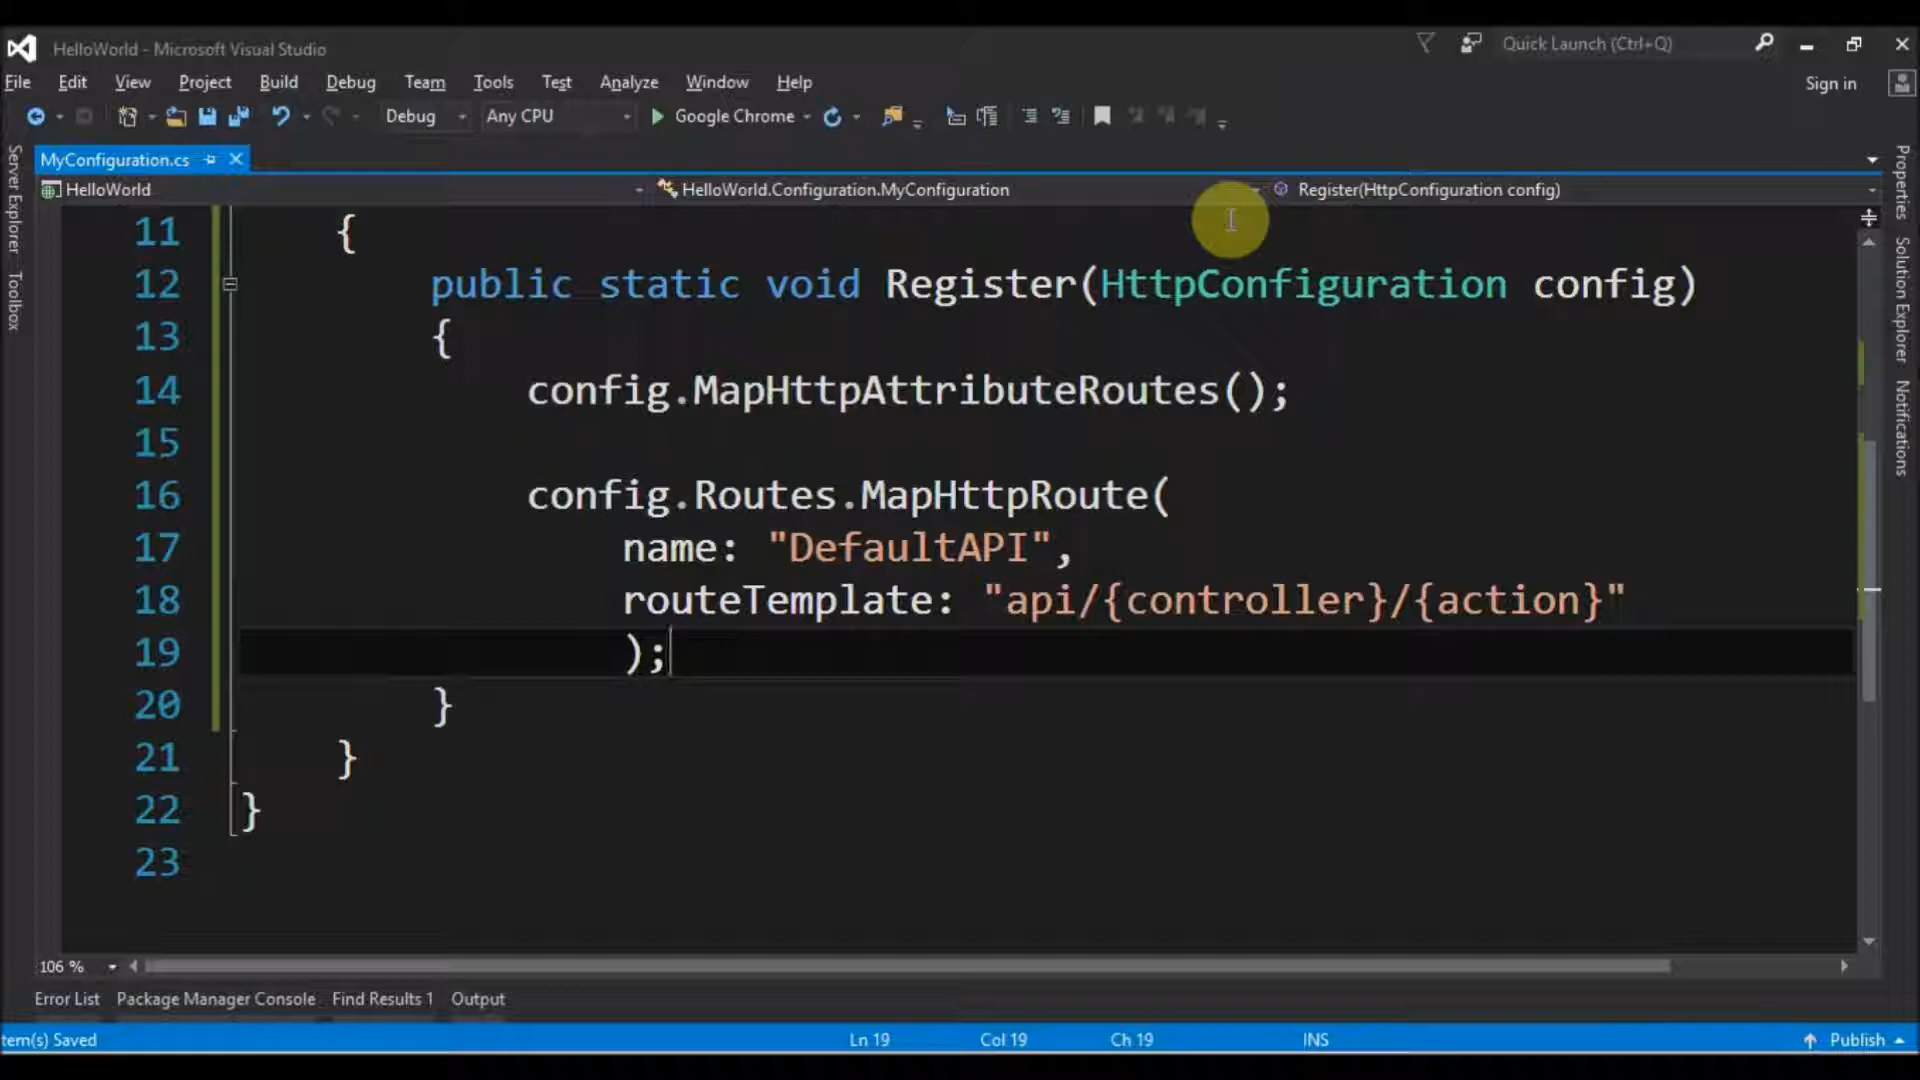 HelloWorld - Microsoft Visual Studio
Quick Launch (Ctrl+Q)
File Edit View Project Build Debug Team Tools Test Analyze Window Help
Sign in
Debug Any CPU Google Chrome
MyConfiguration.cs
HelloWorld HelloWorld.Configuration.MyConfiguration Register(HttpConfiguration config)
Server Explorer
Toolbox
Properties
Solution Explorer
Notifications
11 {
12 public static void Register(HttpConfiguration config)
13 {
14 config.MapHttpAttributeRoutes();
15
16 config.Routes.MapHttpRoute(
17 name: "DefaultAPI",
18 routeTemplate: "api/{controller}/{action}"
19 );
20 }
21 }
22 }
23
106 %
Error List Package Manager Console Find Results 1 Output
tem(s) Saved Ln 19 Col 19 Ch 19 INS Publish